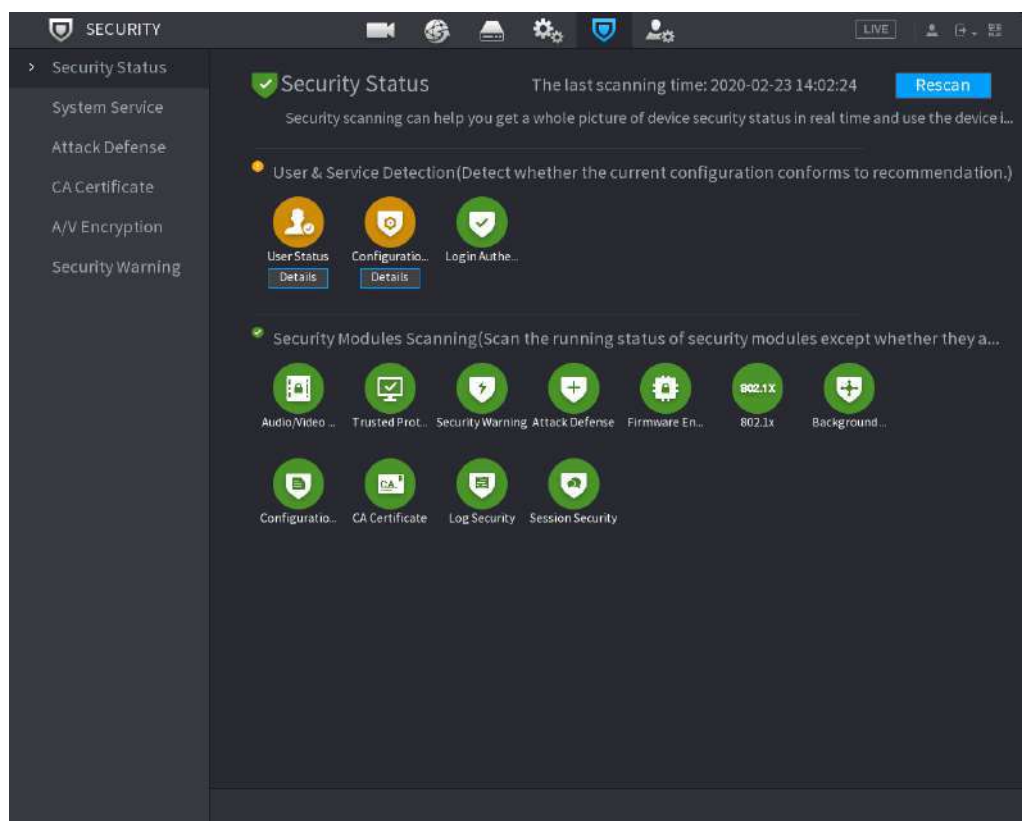 SECURITY
LIVE
Security Status
System Service
Attack Defense
CA Certificate
A/V Encryption
Security Warning
Security Status The last scanning time: 2020-02-23 14:02:24 Rescan
Security scanning can help you get a whole picture of device security status in real time and use the device i...
User & Service Detection(Detect whether the current configuration conforms to recommendation.)
User Status Configuratio... Login Authe...
Details Details
Security Modules Scanning(Scan the running status of security modules except whether they a...
802.1X
Audio/Video ... Trusted Prot... Security Warning Attack Defense Firmware En... 802.1x Background...
CA.
Configuratio... CA Certificate Log Security Session Security